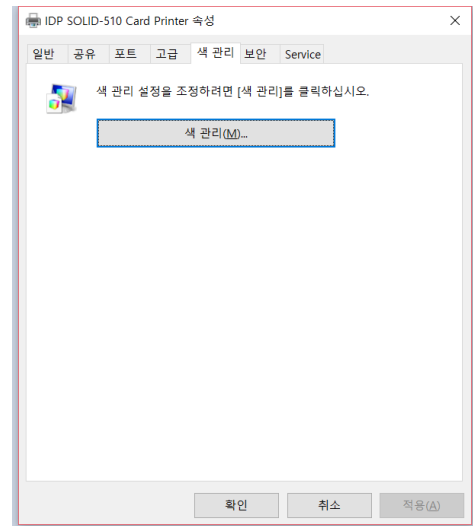 IDP SOLID-510 Card Printer 속성
일반 공유 포트 고급 색 관리 보안 Service
색 관리 설정을 조정하려면 [색 관리]를 클릭하십시오.
색 관리(M)...
확인 취소 적용(A)